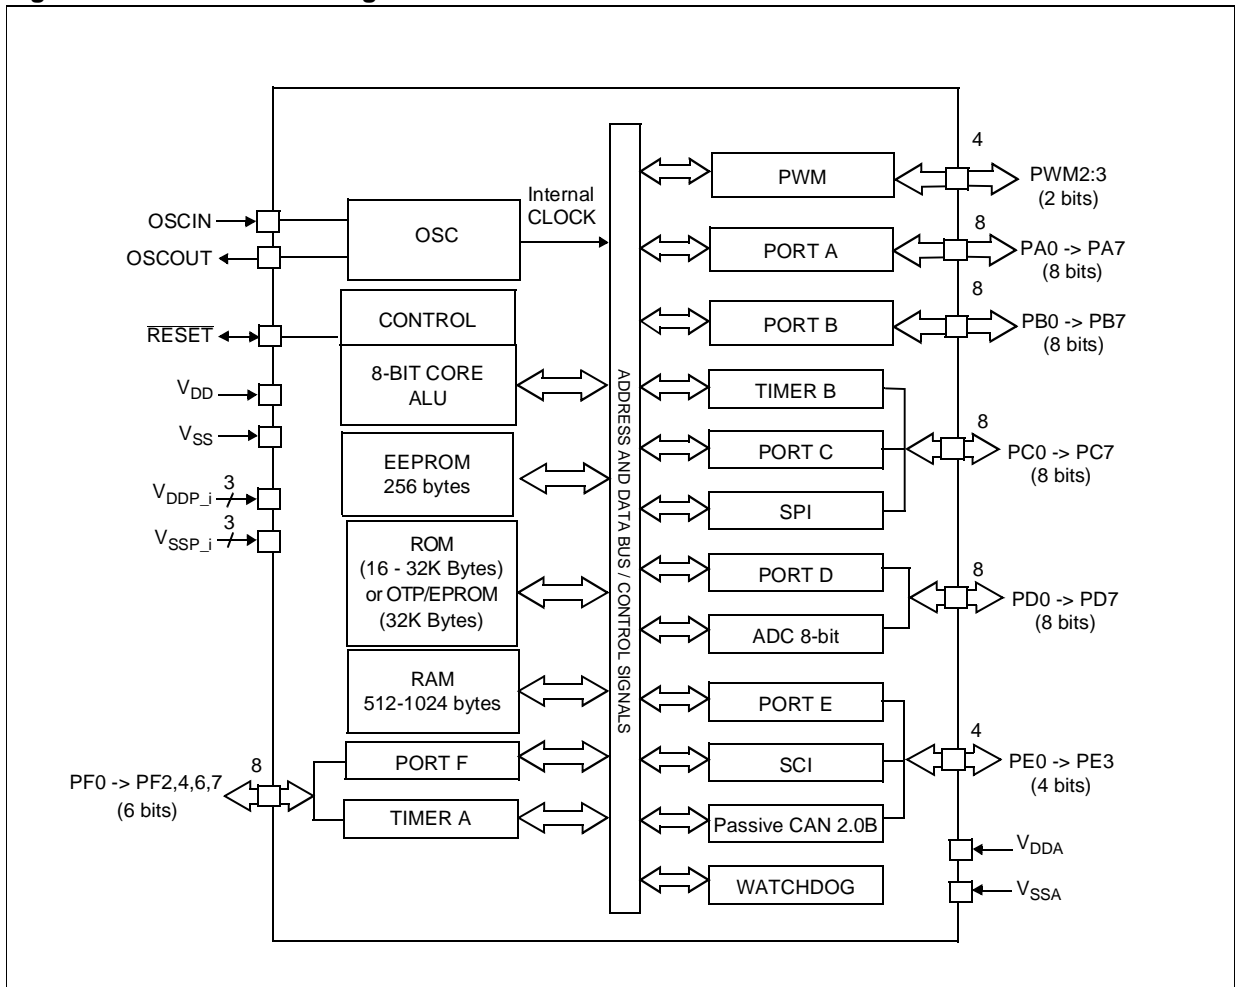 OSCIN
OSCOUT
RESET
VDD
VSS
VDDP_i
3
VSSP_i
3
PF0 -> PF2,4,6,7
(6 bits)
8
OSC
Internal
CLOCK
CONTROL
8-BIT CORE
ALU
EEPROM
256 bytes
ROM
(16 - 32K Bytes)
or OTP/EPROM
(32K Bytes)
RAM
512-1024 bytes
PORT F
TIMER A
ADDRESS AND DATA BUS / CONTROL SIGNALS
PWM
PORT A
PORT B
TIMER B
PORT C
SPI
PORT D
ADC 8-bit
PORT E
SCI
Passive CAN 2.0B
WATCHDOG
4
PWM2:3
(2 bits)
8
PA0 -> PA7
(8 bits)
8
PB0 -> PB7
(8 bits)
8
PC0 -> PC7
(8 bits)
8
PD0 -> PD7
(8 bits)
4
PE0 -> PE3
(4 bits)
VDDA
VSSA